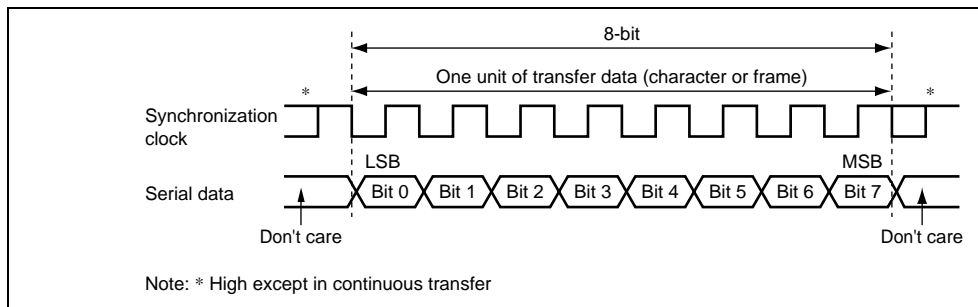 8-bit
One unit of transfer data (character or frame)
* *
Synchronization
clock
LSB MSB
Serial data Bit 0 Bit 1 Bit 2 Bit 3 Bit 4 Bit 5 Bit 6 Bit 7
Don't care Don't care
Note: * High except in continuous transfer